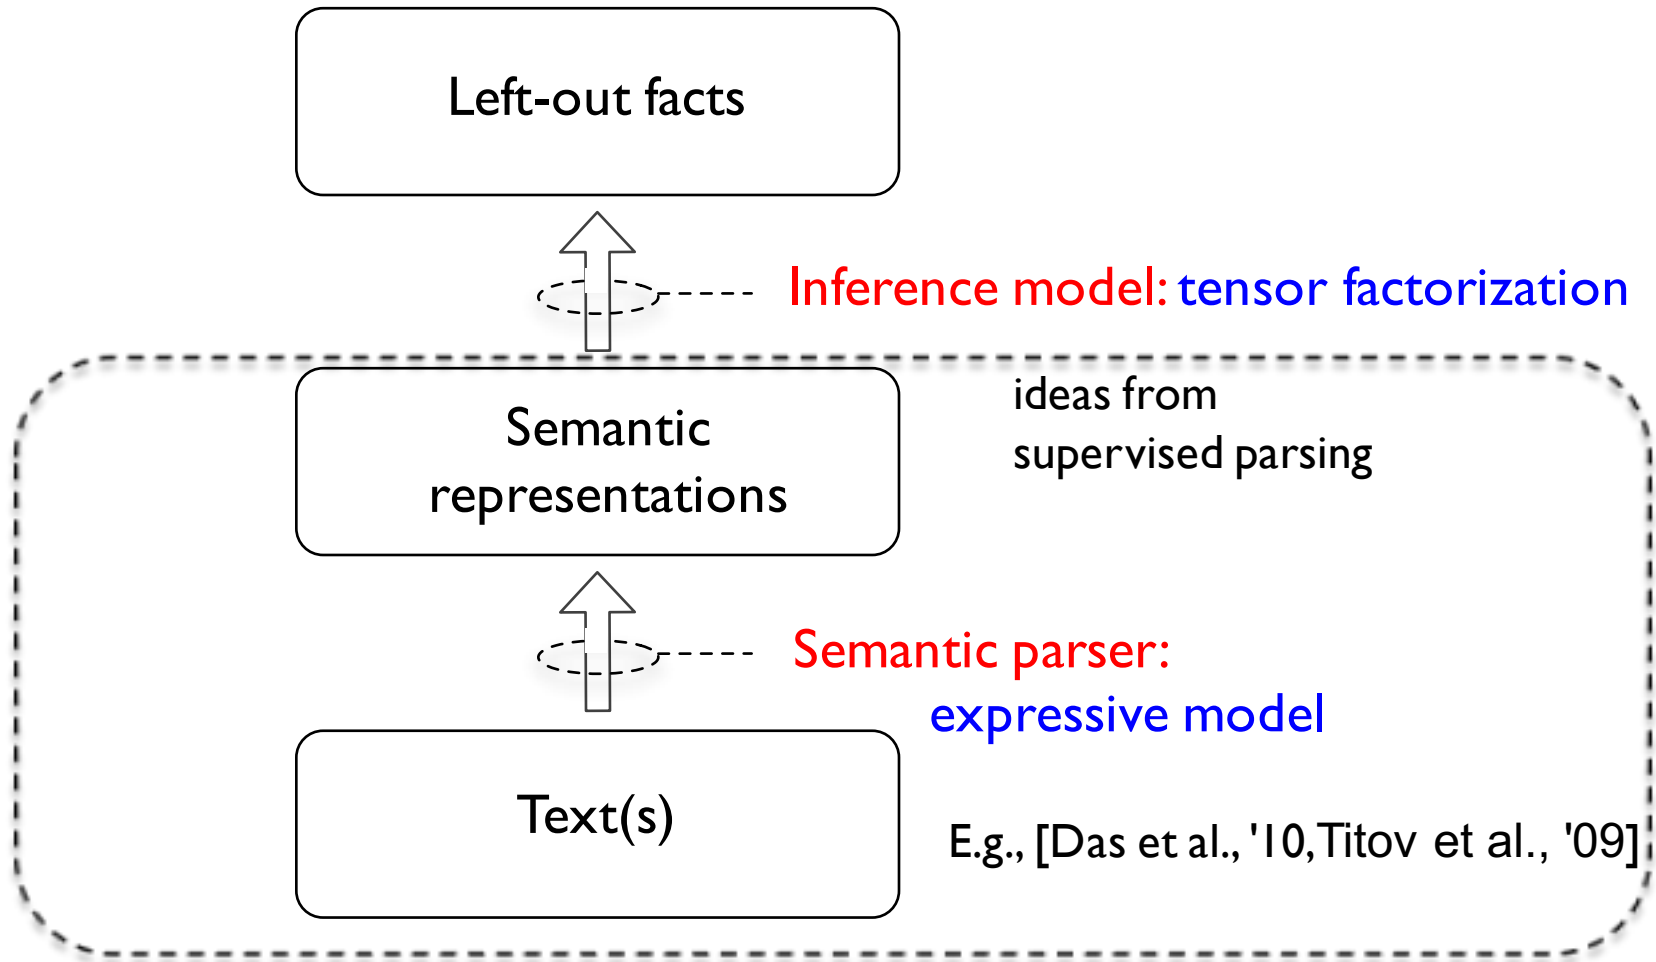 Left-out facts
Inference model: tensor factorization
ideas from
supervised parsing
Semantic
representations
Semantic parser:
expressive model
Text(s)
E.g., [Das et al., '10, Titov et al., '09]